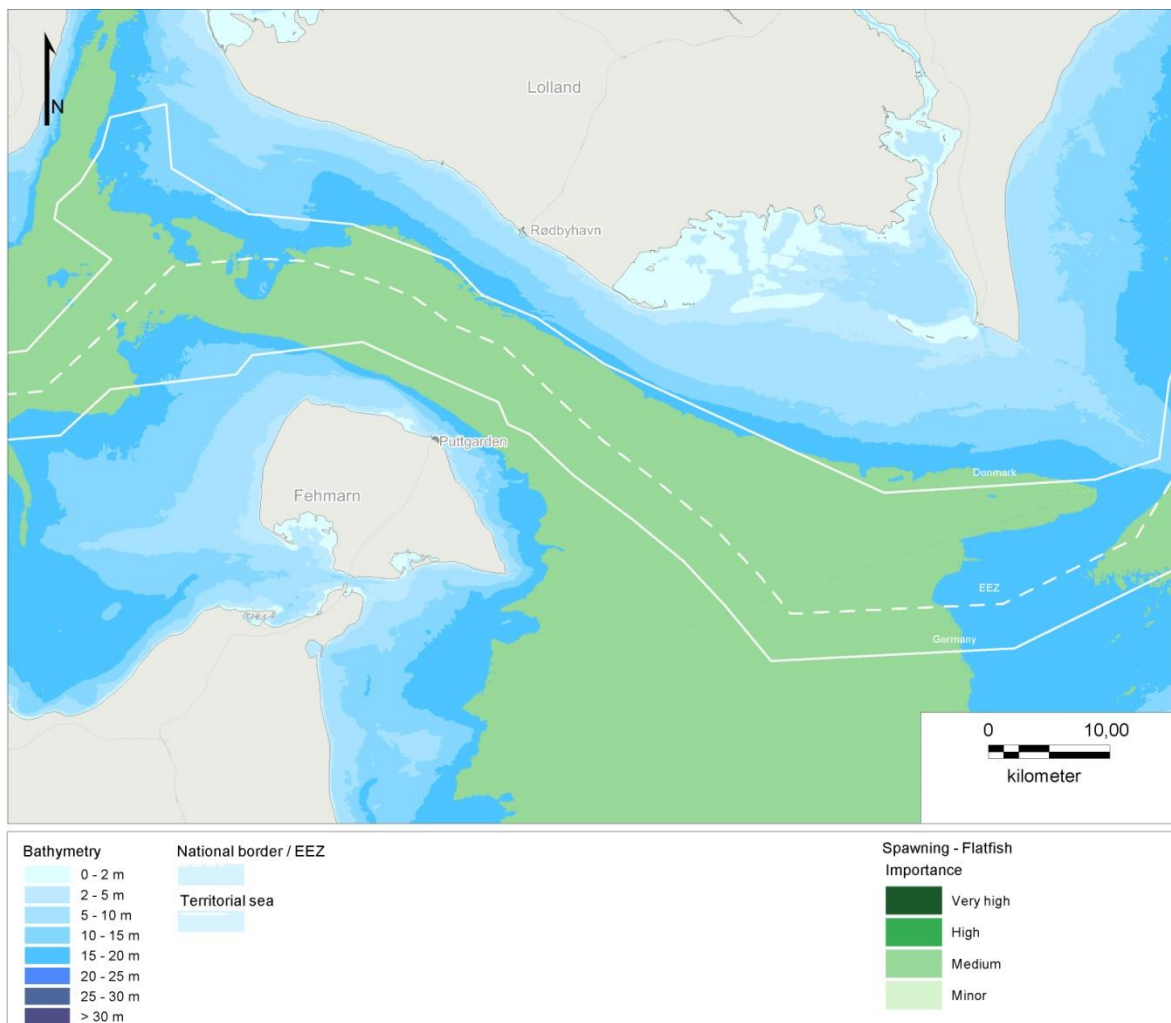 N
Lolland
Rødbyhavn
Puttgarden
Fehmarn
Denmark
EEZ
Germany
0 10,00
kilometer
Bathymetry
0 - 2 m
2 - 5 m
5 - 10 m
10 - 15 m
15 - 20 m
20 - 25 m
25 - 30 m
> 30 m
National border / EEZ
Territorial sea
Spawning - Flatfish
Importance
Very high
High
Medium
Minor